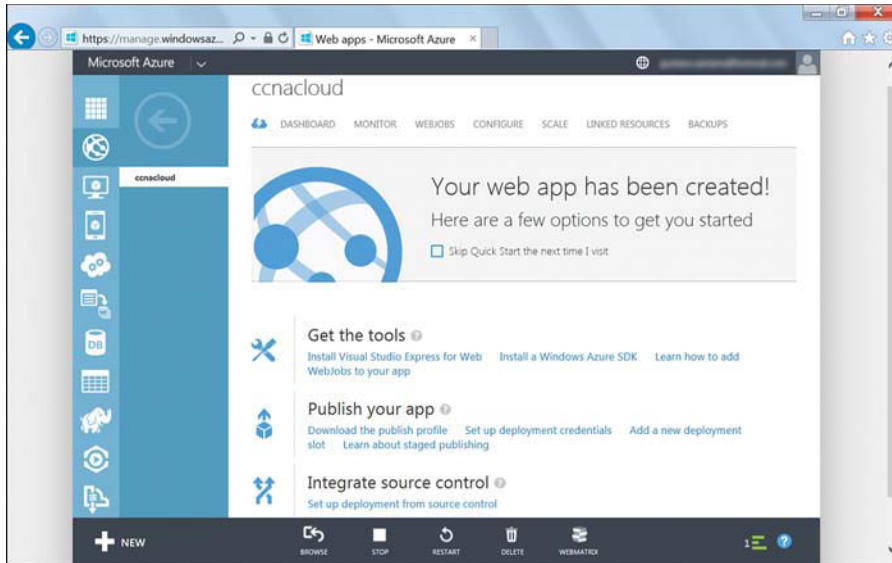 https://manage.windowsaz...
Web apps - Microsoft Azure
Microsoft Azure
ccnacloud
DASHBOARD MONITOR WEBJOBS CONFIGURE SCALE LINKED RESOURCES BACKUPS
ccnacloud
Your web app has been created!
Here are a few options to get you started
Skip Quick Start the next time I visit
Get the tools
Install Visual Studio Express for Web Install a Windows Azure SDK Learn how to add
WebJobs to your app
Publish your app
Download the publish profile Set up deployment credentials Add a new deployment
slot Learn about staged publishing
Integrate source control
Set up deployment from source control
DB
NEW
BROWSE STOP RESTART DELETE WEBMATRIX
1